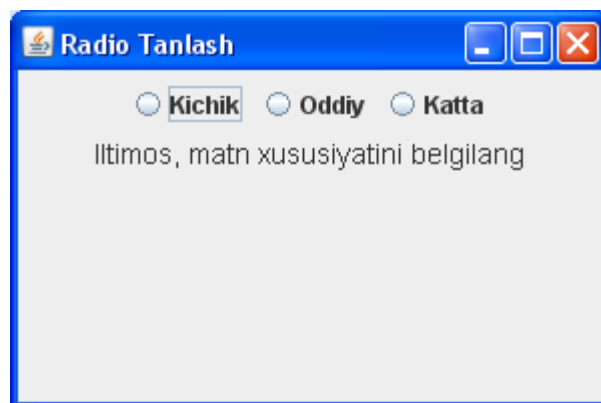 Radio Tanlash
Kichik Oddiy Katta
Iltimos, matn xususiyatini belgilang